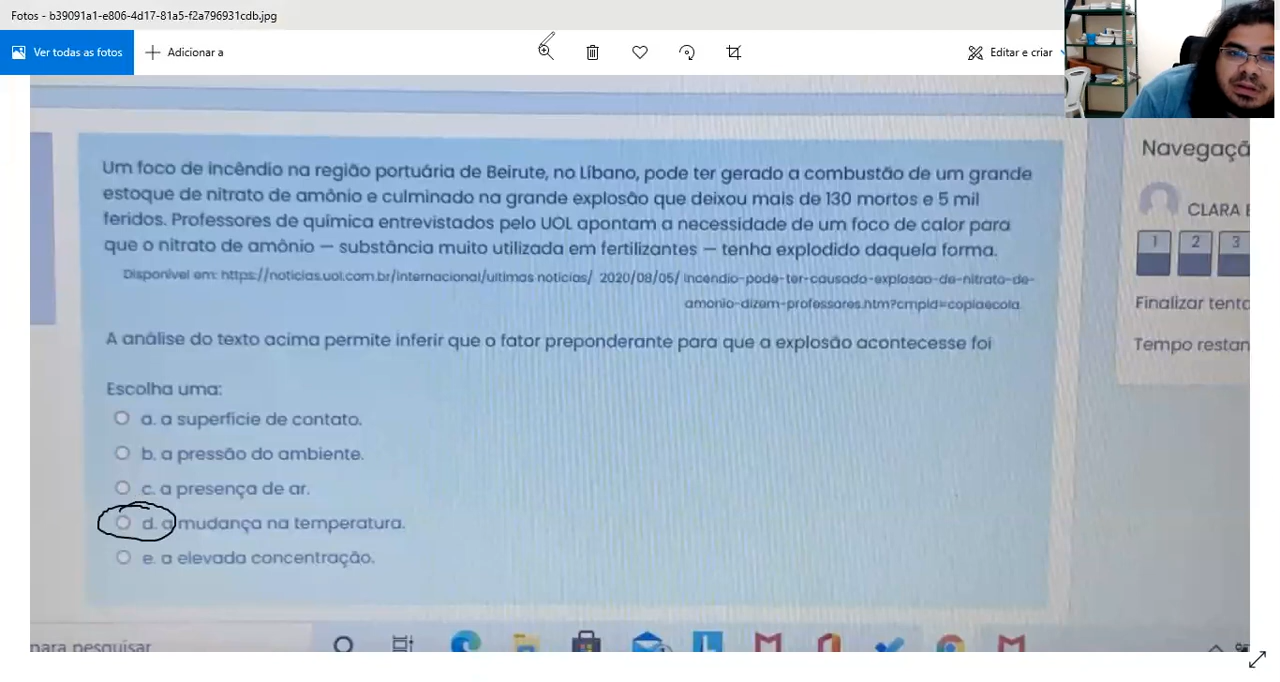 Fotos - b39091a1-e806-4d17-81a5-f2a796931cdb.jpg
Ver todas as fotos
Adicionar a
Editar e criar
Um foco de incêndio na região portuária de Beirute, no Líbano, pode ter gerado a combustão de um grande
estoque de nitrato de amônio e culminado na grande explosão que deixou mais de 130 mortos e 5 mil
feridos. Professores de química entrevistados pelo UOL apontam a necessidade de um foco de calor para
que o nitrato de amônio — substância muito utilizada em fertilizantes — tenha explodido daquela forma.
Disponível em: https://noticias.uol.com.br/internacional/ultimas noticias/ 2020/08/05/ incendio-pode-ter-causado-explosao-de-nitrato-de-
amonio-dizem-professores.htm?cmpid=copiaecola
A análise do texto acima permite inferir que o fator preponderante para que a explosão acontecesse foi
Escolha uma:
a. a superfície de contato.
b. a pressão do ambiente.
c. a presença de ar.
d. a mudança na temperatura.
e. a elevada concentração.
Navegaçã
CLARA
1 2 3
Finalizar tenta
Tempo restan
para pesquisar